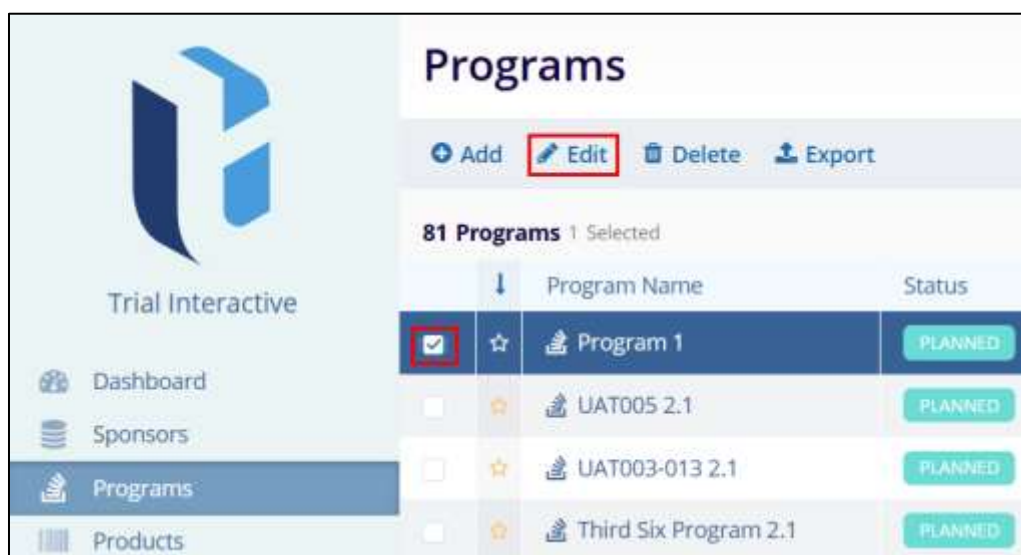 Programs
Add Edit Delete Export
81 Programs 1 Selected
Program Name Status
Program 1 PLANNED
UAT005 2.1 PLANNED
UAT003-013 2.1 PLANNED
Third Six Program 2.1 PLANNED
Trial Interactive
Dashboard
Sponsors
Programs
Products